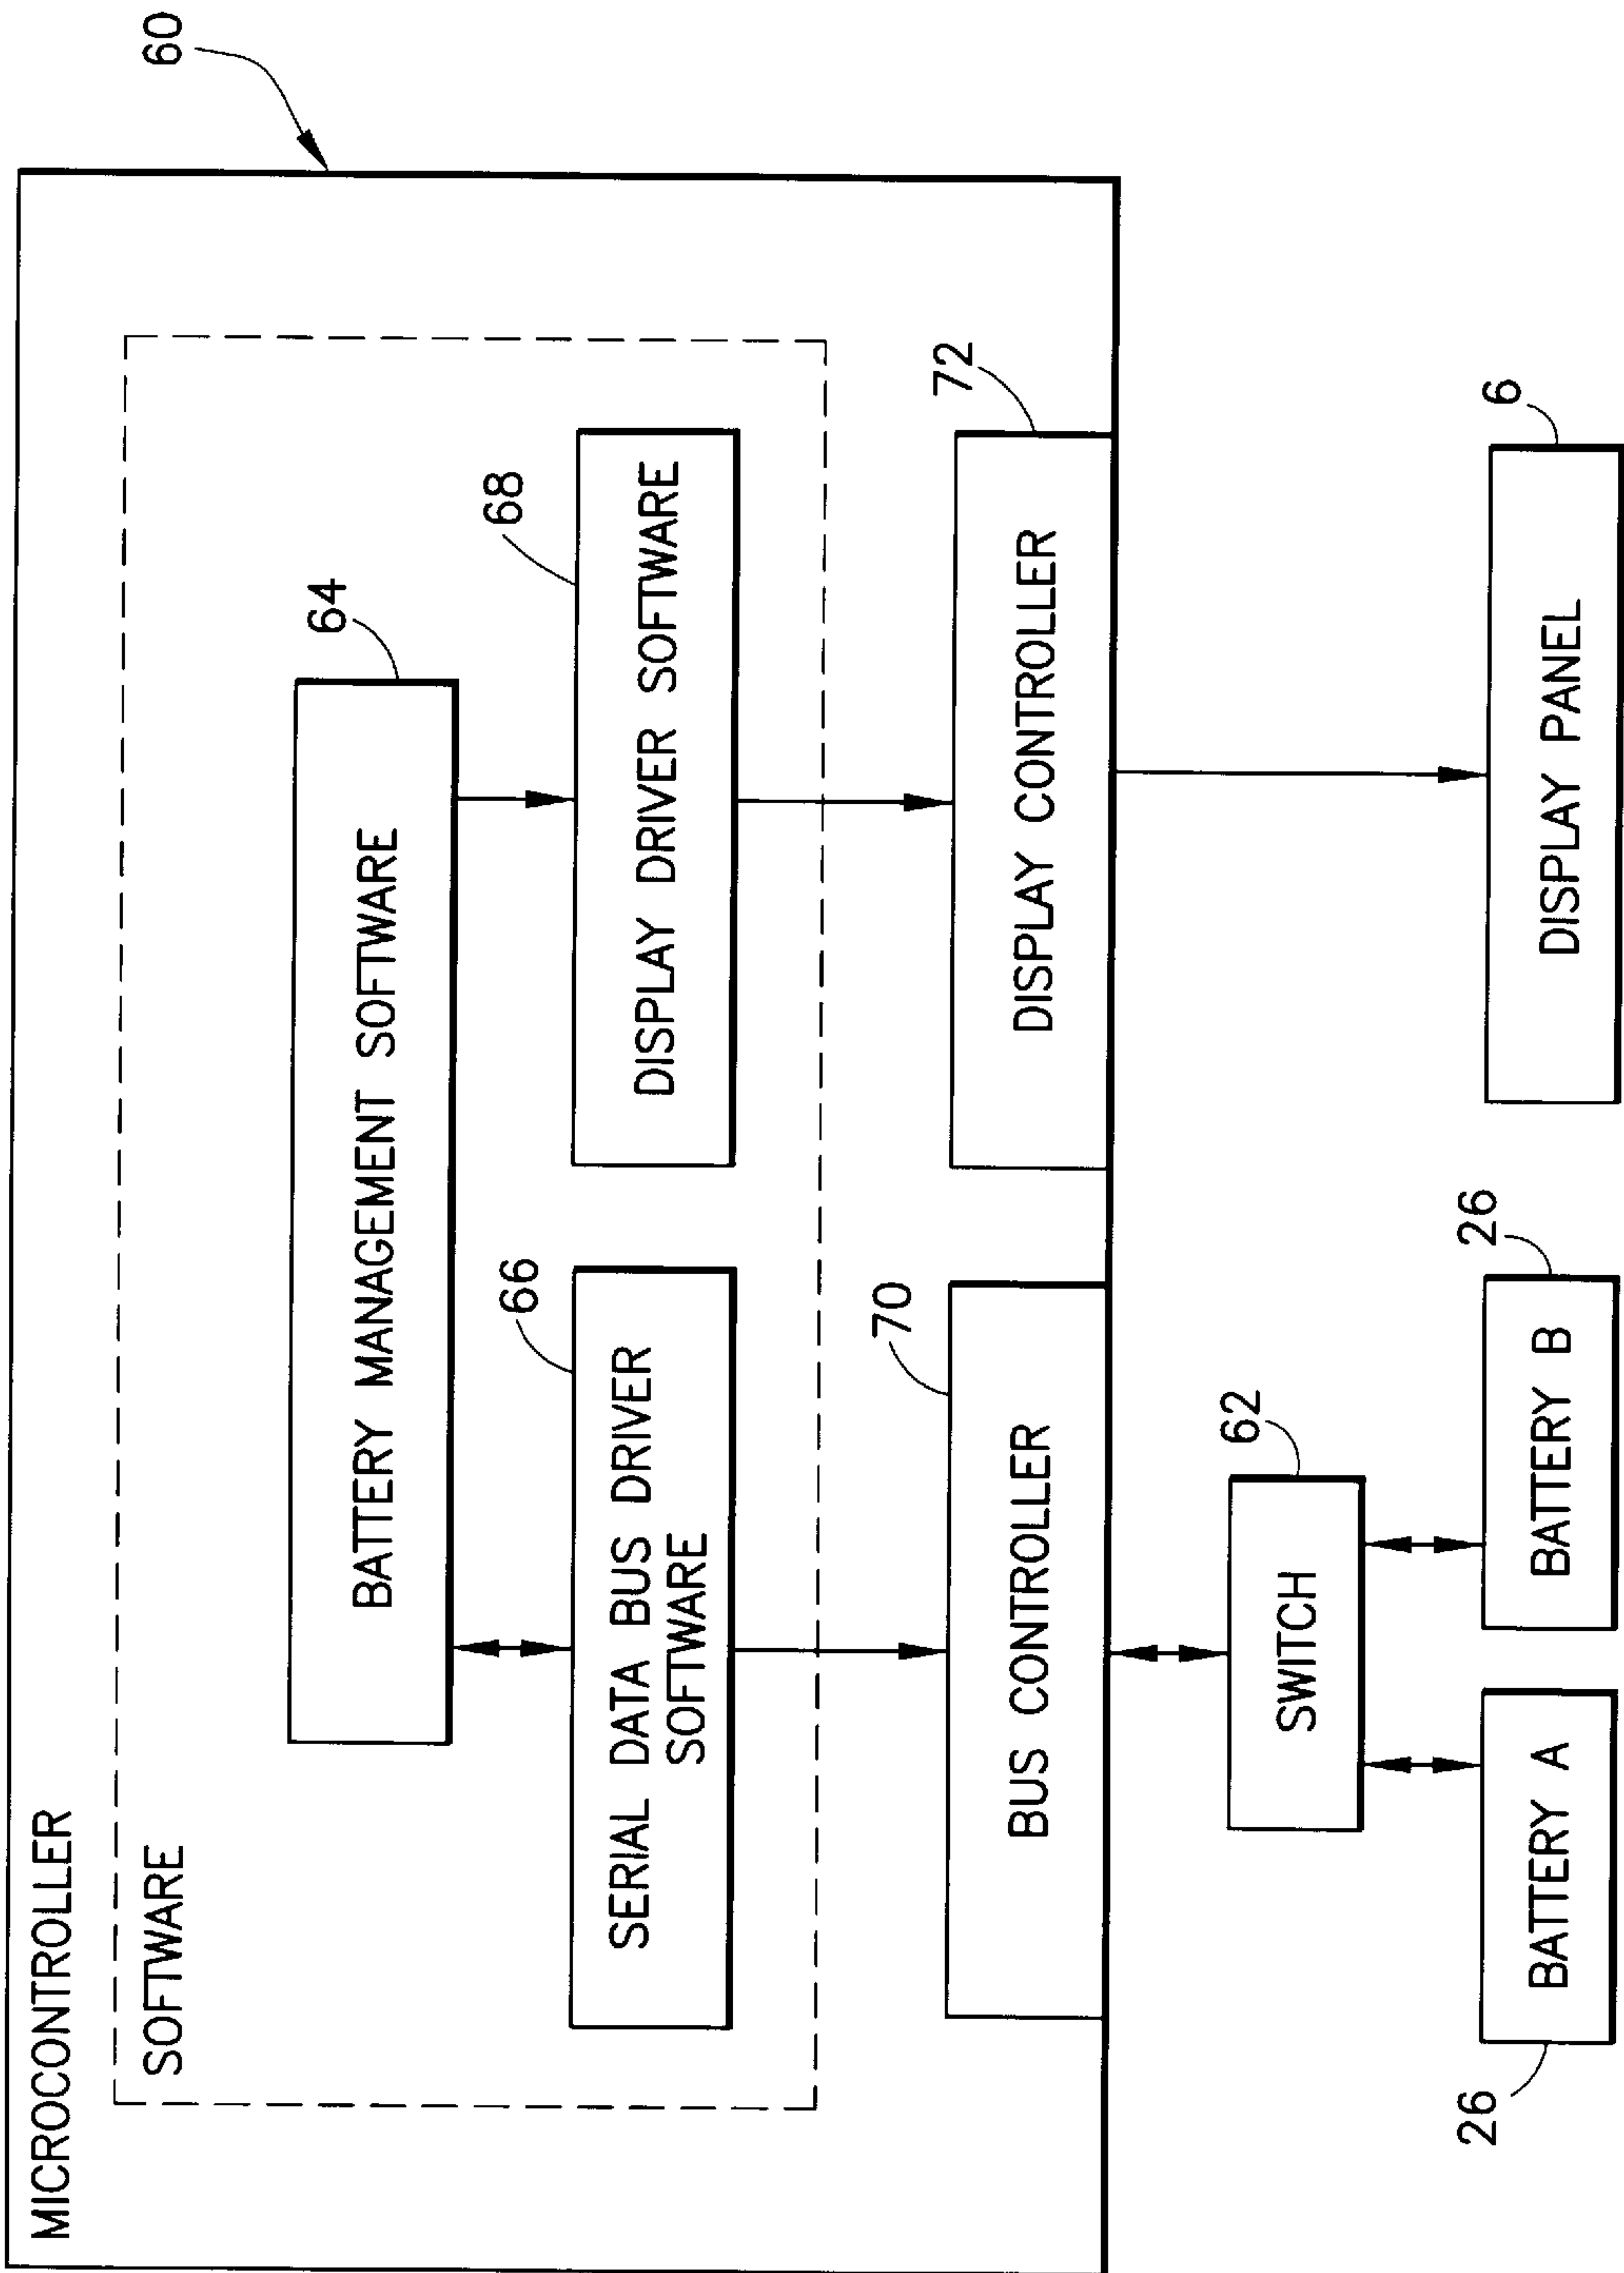 MICROCONTROLLER
60
SOFTWARE
64
BATTERY MANAGEMENT SOFTWARE
66
68
SERIAL DATA BUS DRIVER
SOFTWARE
DISPLAY DRIVER SOFTWARE
70
72
BUS CONTROLLER
DISPLAY CONTROLLER
62
SWITCH
26
26
6
BATTERY A
BATTERY B
DISPLAY PANEL